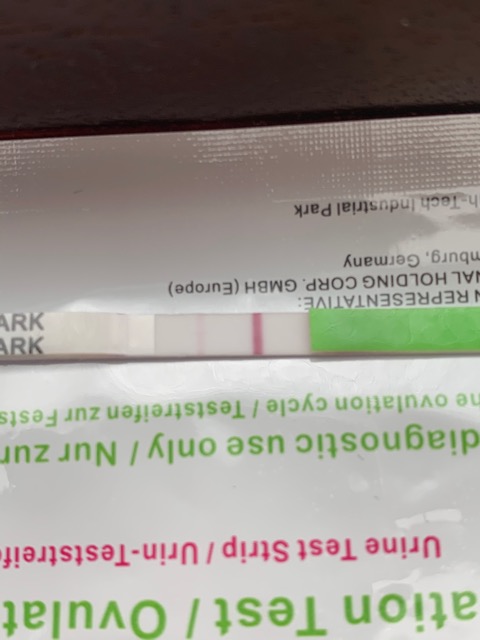 ation Test / Ovulat
Urine Test Strip / Urin-Teststreife
diagnostic use only / Nur zur
he ovulation cycle / Teststreifen zur Fests
ARK
ARK
N REPRESENTATIVE:
NAL HOLDING CORP. GMBH (Europe)
mburg, Germany
h-Tech Industrial Park